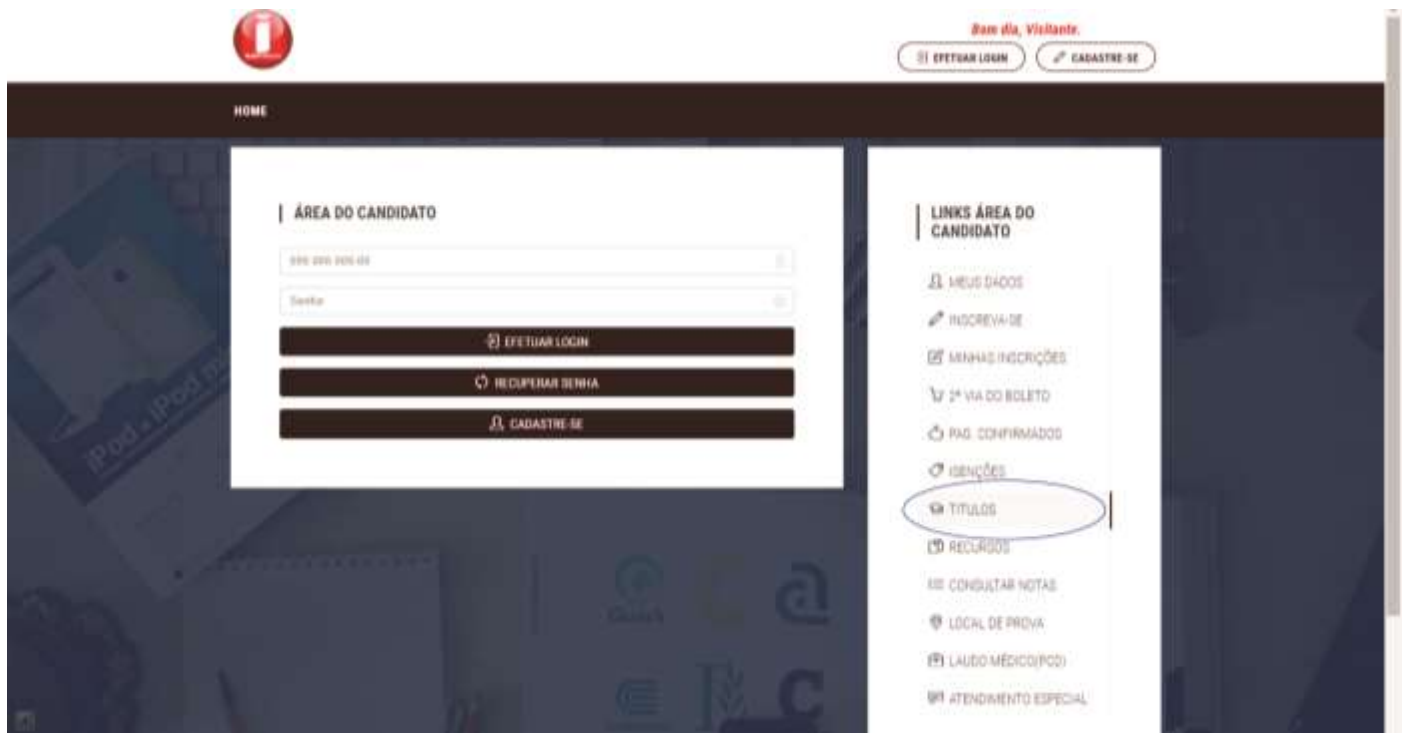 Bom dia, Visitante.
EFETUAR LOGIN
CADASTRE-SE
HOME
ÁREA DO CANDIDATO
Senha
EFETUAR LOGIN
RECUPERAR SENHA
CADASTRE-SE
LINKS ÁREA DO
CANDIDATO
MEUS DADOS
INSCREVA-SE
MINHAS INSCRIÇÕES
2ª VIA DO BOLETO
PAG. CONFIRMADOS
ISENÇÕES
TITULOS
RECURSOS
CONSULTAR NOTAS
LOCAL DE PROVA
LAUDO MÉDICO(PCD)
ATENDIMENTO ESPECIAL